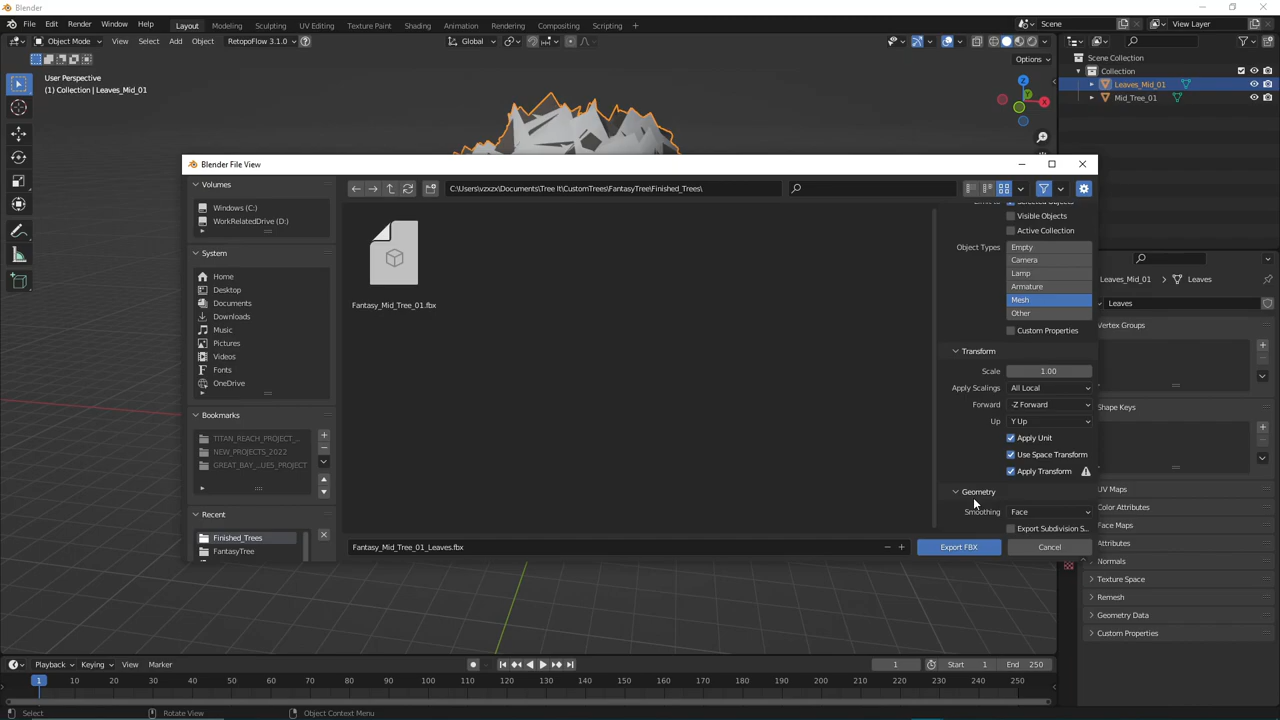 Blender
File Edit Render Window Help Layout Modeling Sculpting UV Editing Texture Paint Shading Animation Rendering Compositing Scripting + Scene View Layer
Object Mode View Select Add Object RetopoFlow 3.1.0 Global
Options
User Perspective
(1) Collection | Leaves_Mid_01
Z
Y
X
Scene Collection
Collection
Leaves_Mid_01
Mid_Tree_01
Blender File View
Volumes
Windows (C:)
WorkRelatedDrive (D:)
System
Home
Desktop
Documents
Downloads
Music
Pictures
Videos
Fonts
OneDrive
Bookmarks
TITAN_REACH_PROJECT_...
NEW_PROJECTS_2022
GREAT_BAY_...UE5_PROJECT
Recent
Finished_Trees
FantasyTree
C:\Users\vzxzx\Documents\Tree It\CustomTrees\FantasyTree\Finished_Trees\
Fantasy_Mid_Tree_01.fbx
Selected Objects
Visible Objects
Active Collection
Object Types Empty
Camera
Lamp
Armature
Mesh
Other
Custom Properties
Transform
Scale 1.00
Apply Scalings All Local
Forward -Z Forward
Up Y Up
Apply Unit
Use Space Transform
Apply Transform
Geometry
Smoothing Face
Export Subdivision S...
Fantasy_Mid_Tree_01_Leaves.fbx
Export FBX Cancel
Leaves_Mid_01 Leaves
Leaves
Vertex Groups
Shape Keys
UV Maps
Color Attributes
Face Maps
Attributes
Normals
Texture Space
Remesh
Geometry Data
Custom Properties
Playback Keying View Marker 1 Start 1 End 250
1 10 20 30 40 50 60 70 80 90 100 110 120 130 140 150 160 170 180 190 200 210 220 230 240 250
Select Rotate View Object Context Menu